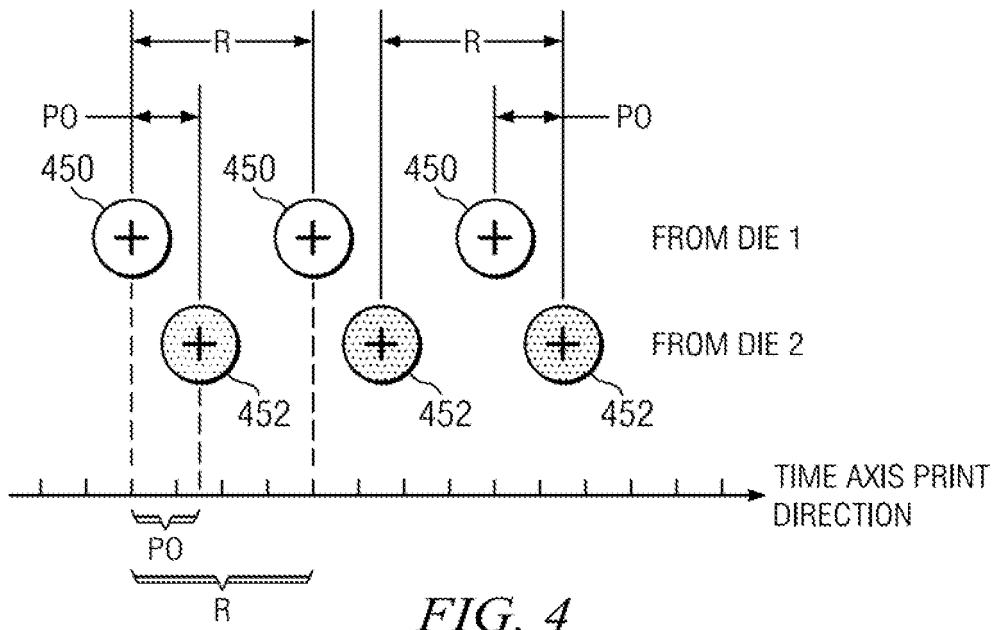 R R
PO PO
450 450 450
FROM DIE 1
FROM DIE 2
452 452 452
TIME AXIS PRINT
DIRECTION
PO
R
FIG. 4